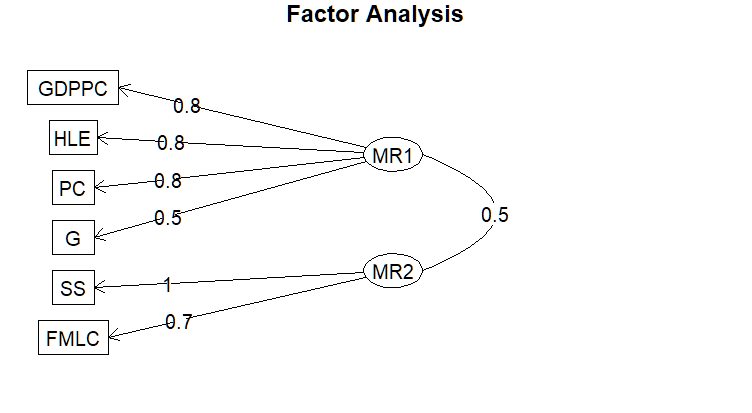 Factor Analysis
GDPPC
0.8
HLE
0.8
MR1
PC
0.8
G
0.5
0.5
SS
1
MR2
FMLC
0.7